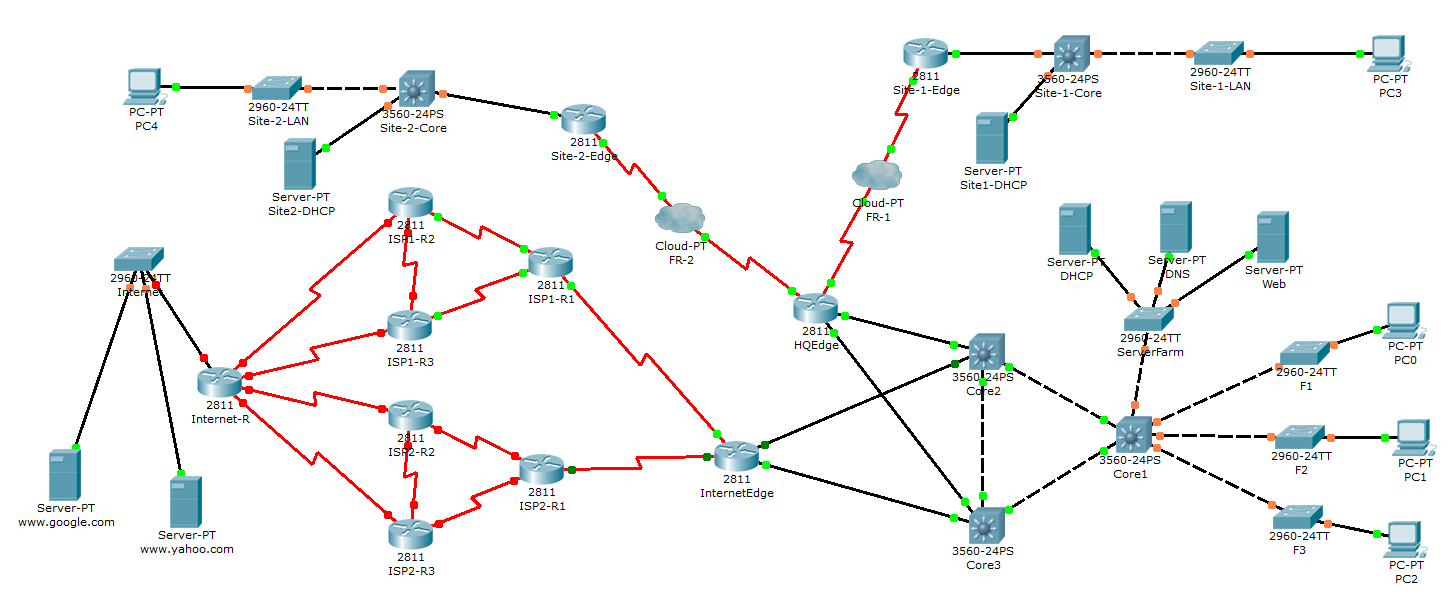 2811
Site-1-Edge
3560-24PS
Site-1-Core
2960-24TT
Site-1-LAN
PC-PT
PC3
PC-PT
PC4
2960-24TT
Site-2-LAN
3560-24PS
Site-2-Core
2811
Site-2-Edge
Server-PT
Site2-DHCP
Server-PT
Site1-DHCP
Cloud-PT
FR-1
Cloud-PT
FR-2
2811
ISP1-R2
2811
ISP1-R1
2811
ISP1-R3
2960-24TT
Internet
2811
Internet-R
2811
ISP2-R2
2811
ISP2-R1
2811
ISP2-R3
Server-PT
www.google.com
Server-PT
www.yahoo.com
2811
HQEdge
2811
InternetEdge
3560-24PS
Core2
3560-24PS
Core3
3560-24PS
Core1
Server-PT
DHCP
Server-PT
DNS
Server-PT
Web
2960-24TT
ServerFarm
2960-24TT
F1
PC-PT
PC0
2960-24TT
F2
PC-PT
PC1
2960-24TT
F3
PC-PT
PC2